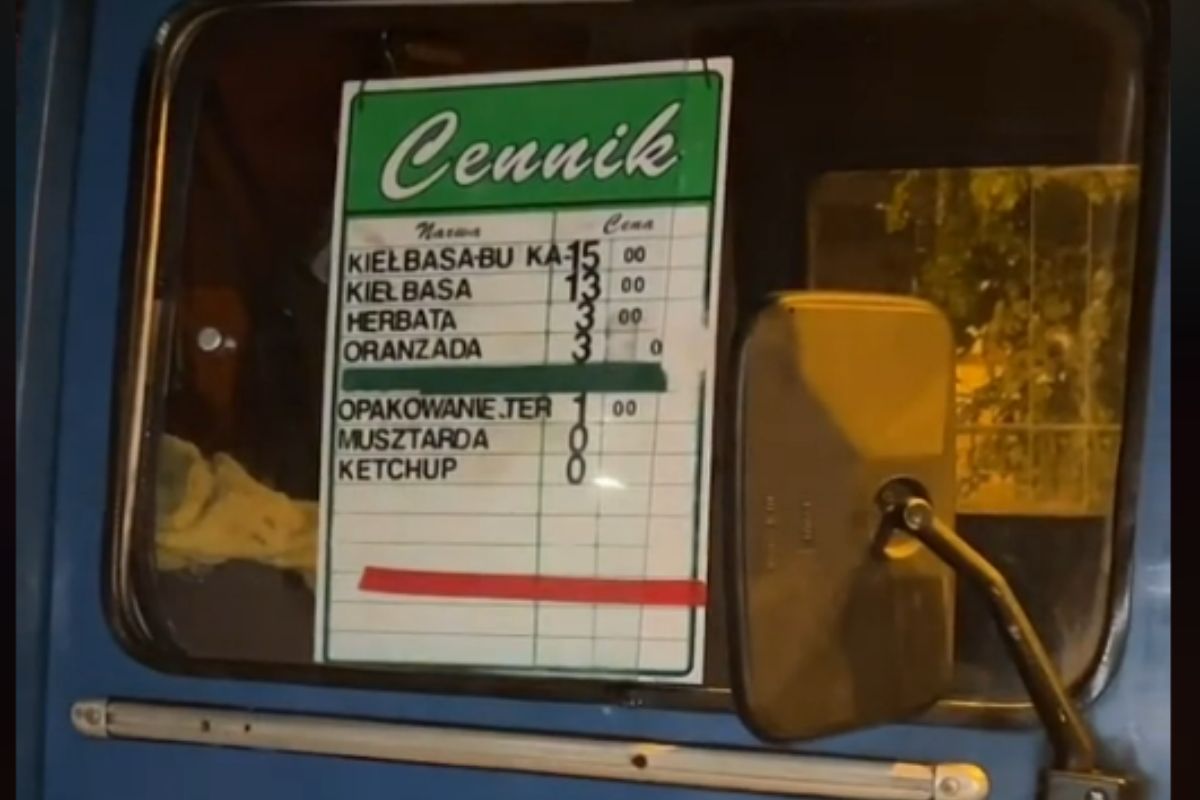 Cennik
Nazwa Cena
KIEŁBASA-BU KA-15 00
KIEŁBASA 13 00
HERBATA 3 00
ORANZADA 3 0
OPAKOWANIE.TER 1 00
MUSZTARDA 0
KETCHUP 0